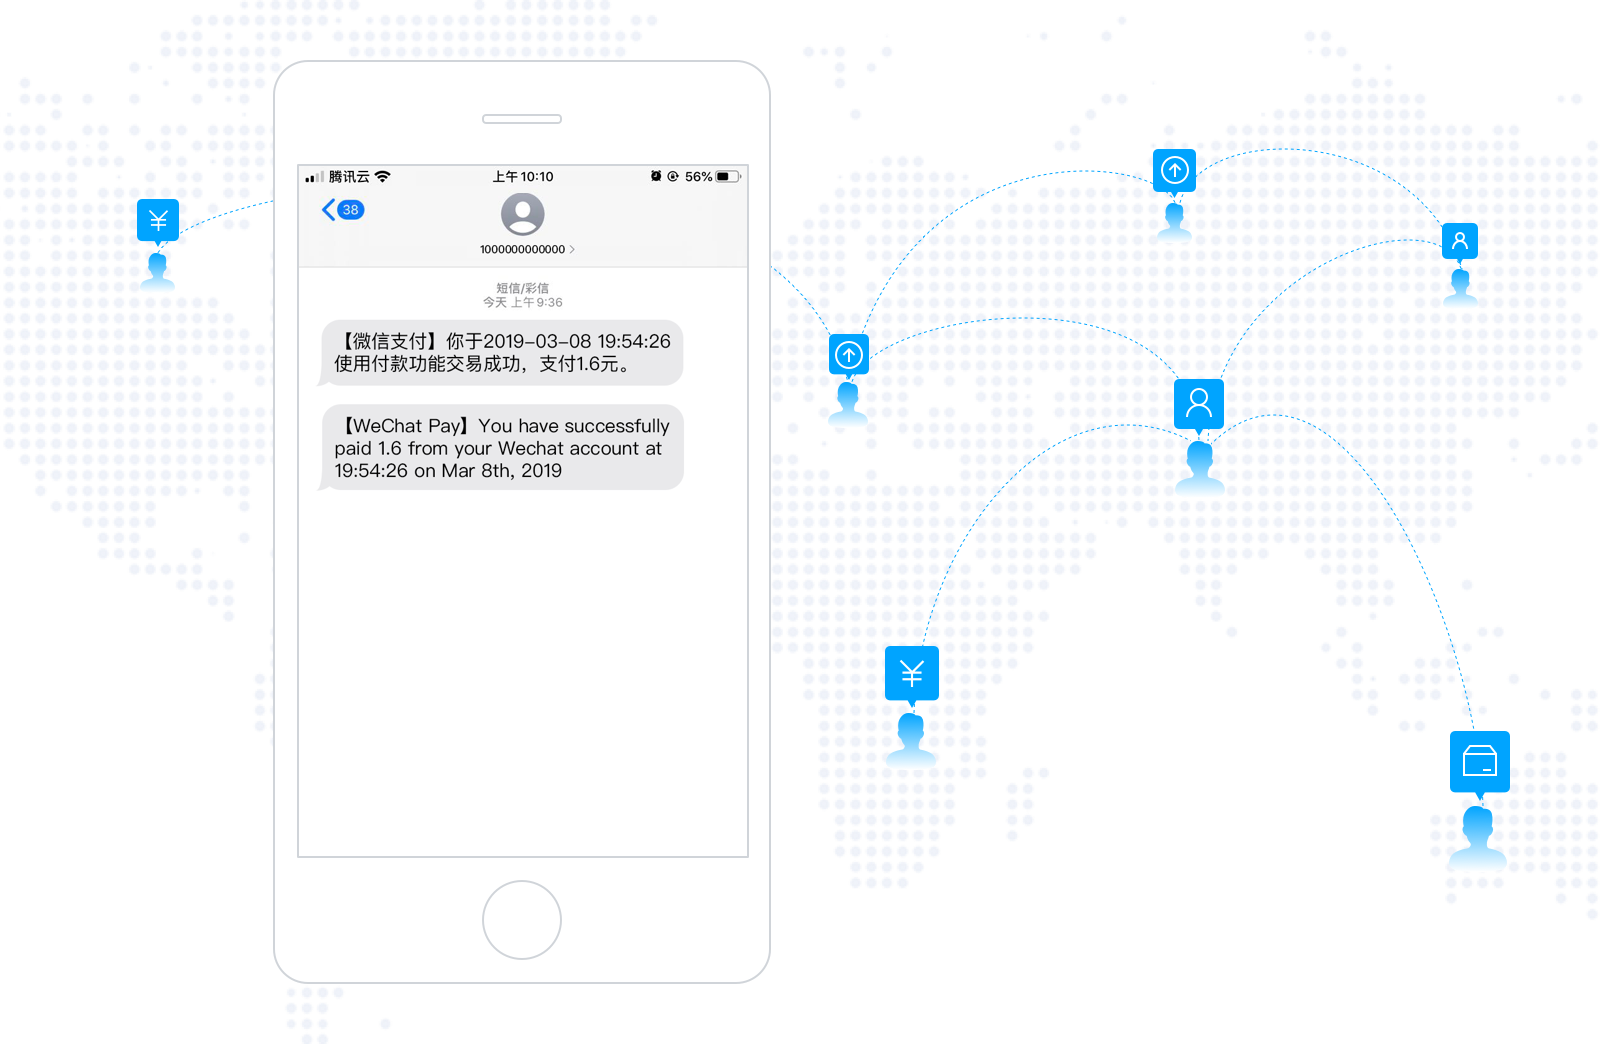 腾讯云 上午10:10 56%
38
1000000000000
短信/彩信
今天 上午9:36
【微信支付】你于2019-03-08 19:54:26
使用付款功能交易成功，支付1.6元。
【WeChat Pay】You have successfully
paid 1.6 from your Wechat account at
19:54:26 on Mar 8th, 2019
¥
¥